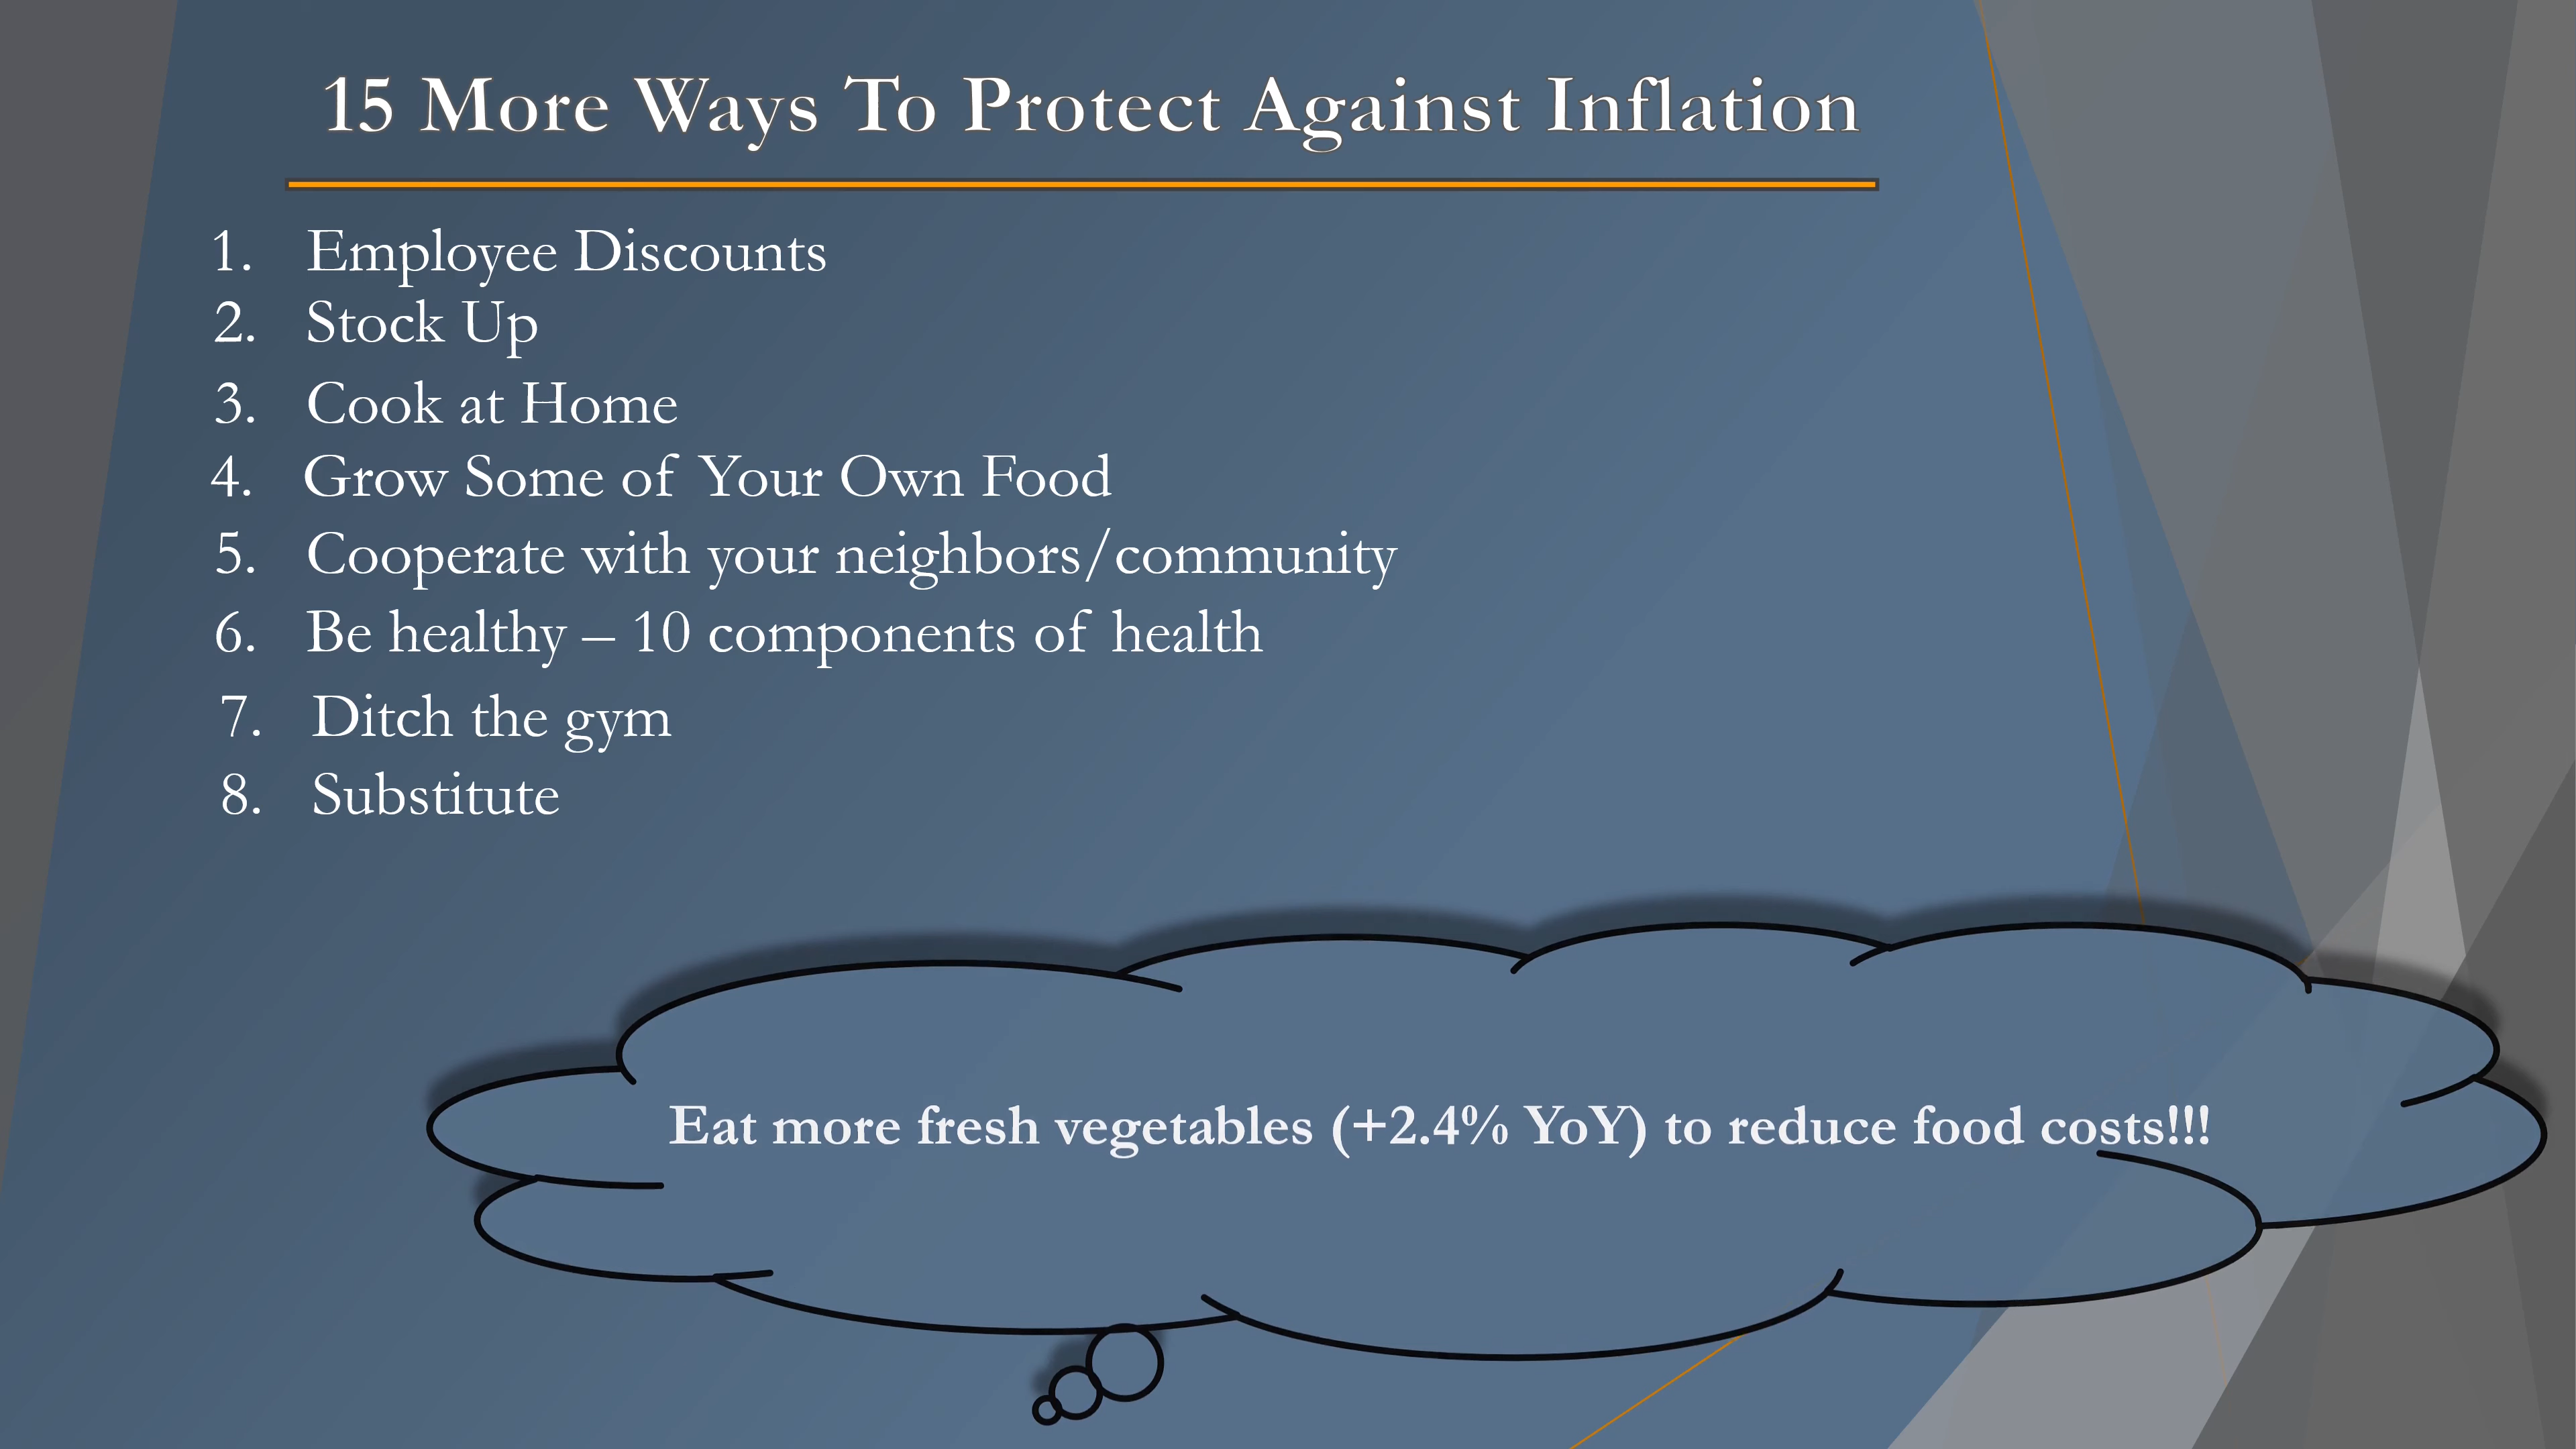 15 More Ways To Protect Against Inflation
1. Employee Discounts
2. Stock Up
3. Cook at Home
4. Grow Some of Your Own Food
5. Cooperate with your neighbors/community
6. Be healthy – 10 components of health
7. Ditch the gym
8. Substitute
Eat more fresh vegetables (+2.4% YoY) to reduce food costs!!!